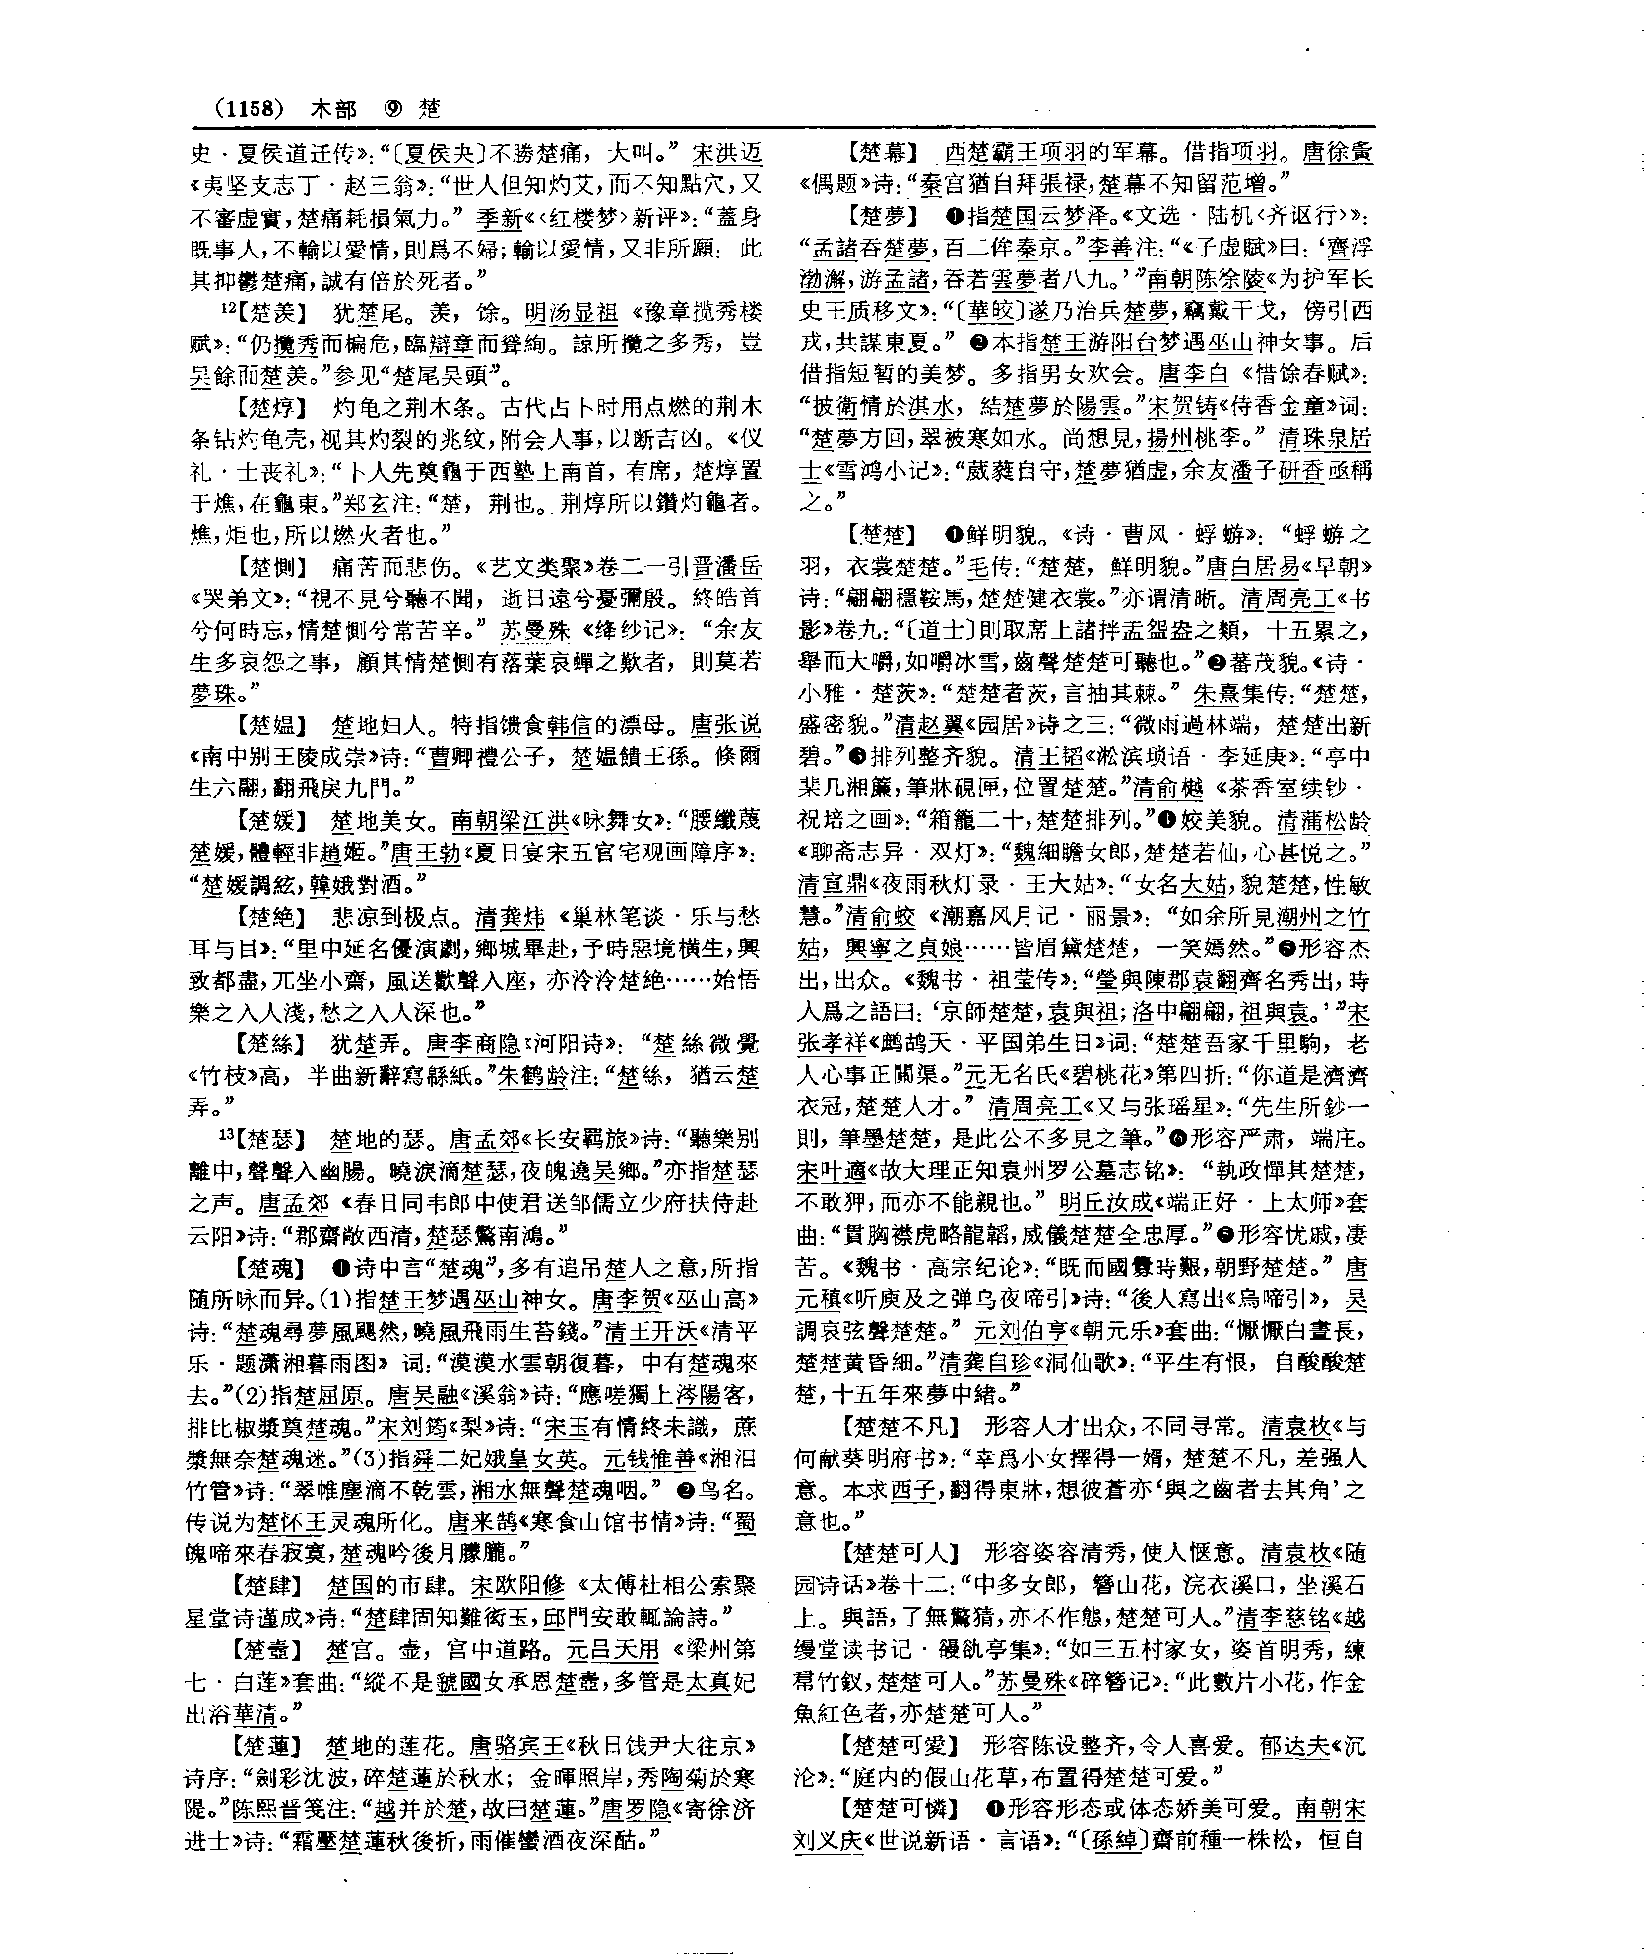 (1158) 木部 ⑨ 楚
史·夏侯道迁传》：“〔夏侯夬〕不勝楚痛，大叫。” 宋洪迈
《夷坚支志丁·赵三翁》：“世人但知灼艾，而不知點穴，又
不審虚實，楚痛耗損氣力。” 季新《〈红楼梦〉新评》：“蓋身
既事人，不輸以愛情，則爲不婦；輸以愛情，又非所願：此
其抑鬱楚痛，誠有倍於死者。”
¹²【楚羡】 犹楚尾。羡，馀。明汤显祖《豫章揽秀楼
赋》：“仍攬秀而楄危，臨辯章而聳絢。諒所攬之多秀，豈
吴餘而楚羡。”参见“楚尾吴頭”。
【楚焞】 灼龟之荆木条。古代占卜时用点燃的荆木
条钻灼龟壳，视其灼裂的兆纹，附会人事，以断吉凶。《仪
礼·士丧礼》：“卜人先奠龜于西塾上南首，有席，楚焞置
于燋，在龜東。”郑玄注：“楚，荆也。荆焞所以鑽灼龜者。
燋，炬也，所以燃火者也。”
【楚惻】 痛苦而悲伤。《艺文类聚》卷二一引晋潘岳
《哭弟文》：“視不見兮聽不聞，逝日遠兮憂彌殷。終皓首
兮何時忘，情楚惻兮常苦辛。” 苏曼殊《绛纱记》：“余友
生多哀怨之事，顧其情楚惻有落葉哀蟬之歎者，則莫若
夢珠。”
【楚媪】 楚地妇人。特指馈食韩信的漂母。唐张说
《南中别王陵成崇》诗：“曹卿禮公子，楚媪饋王孫。倏爾
生六翮，翻飛戾九門。”
【楚媛】 楚地美女。南朝梁江洪《咏舞女》：“腰纖蔑
楚媛，體輕非趙姬。”唐王勃《夏日宴宋五官宅观画障序》：
“楚媛調絃，韓娥對酒。”
【楚絶】 悲凉到极点。清龚炜《巢林笔谈·乐与愁
耳与目》：“里中延名優演劇，鄉城畢赴，予時惡境横生，興
致都盡，兀坐小齋，風送歡聲入座，亦泠泠楚絶……始悟
樂之入人淺，愁之入人深也。”
【楚絲】 犹楚弄。唐李商隐《河阳诗》：“楚絲微覺
《竹枝》高，半曲新辭寫緜紙。”朱鹤龄注：“楚絲，猶云楚
弄。”
¹³【楚瑟】 楚地的瑟。唐孟郊《长安羁旅》诗：“聽樂别
離中，聲聲入幽腸。曉淚滴楚瑟，夜魄遶吴鄉。”亦指楚瑟
之声。唐孟郊《春日同韦郎中使君送邹儒立少府扶侍赴
云阳》诗：“郡齋敞西清，楚瑟驚南鴻。”
【楚魂】 ❶诗中言“楚魂”，多有追吊楚人之意，所指
随所咏而异。(1)指楚王梦遇巫山神女。唐李贺《巫山高》
诗：“楚魂尋夢風颸然，曉風飛雨生苔錢。”清王开沃《清平
乐·题潇湘暮雨图》词：“漠漠水雲朝復暮，中有楚魂來
去。”(2)指楚屈原。唐吴融《溪翁》诗：“應嗟獨上涔陽客，
排比椒漿奠楚魂。”宋刘筠《梨》诗：“宋玉有情終未識，蔗
漿無奈楚魂迷。”(3)指舜二妃娥皇女英。元钱惟善《湘汨
竹管》诗：“翠帷塵滴不乾雲，湘水無聲楚魂咽。” ❷鸟名。
传说为楚怀王灵魂所化。唐来鹄《寒食山馆书情》诗：“蜀
魄啼來春寂寞，楚魂吟後月朦朧。”
【楚肆】 楚国的市肆。宋欧阳修《太傅杜相公索聚
星堂诗谨成》诗：“楚肆固知難衒玉，邱門安敢輒論詩。”
【楚壼】 楚宫。壶，宫中道路。元吕天用《梁州第
七·白莲》套曲：“縱不是虢國女承恩楚壼，多管是太真妃
出浴華清。”
【楚蓮】 楚地的莲花。唐骆宾王《秋日饯尹大往京》
诗序：“劍彩沈波，碎楚蓮於秋水；金暉照岸，秀陶菊於寒
隄。”陈熙晋笺注：“越并於楚，故曰楚蓮。”唐罗隐《寄徐济
进士》诗：“霜壓楚蓮秋後折，雨催蠻酒夜深酤。”
【楚幕】 西楚霸王项羽的军幕。借指项羽。唐徐夤
《偶题》诗：“秦宫猶自拜張禄，楚幕不知留范增。”
【楚夢】 ❶指楚国云梦泽。《文选·陆机〈齐讴行〉》：
“孟諸吞楚夢，百二侔秦京。”李善注：“《子虚賦》曰：‘齊浮
渤澥，游孟諸，吞若雲夢者八九。’”南朝陈徐陵《为护军长
史王质移文》：“〔華皎〕遂乃治兵楚夢，竊戴干戈，傍引西
戎，共謀東夏。” ❷本指楚王游阳台梦遇巫山神女事。后
借指短暂的美梦。多指男女欢会。唐李白《惜馀春赋》：
“披衛情於淇水，結楚夢於陽雲。”宋贺铸《侍香金童》词：
“楚夢方回，翠被寒如水。尚想見，揚州桃李。” 清珠泉居
士《雪鸿小记》：“葳蕤自守，楚夢猶虚，余友潘子研香亟稱
之。”
【楚楚】 ❶鲜明貌。《诗·曹风·蜉蝣》：“蜉蝣之
羽，衣裳楚楚。”毛传：“楚楚，鮮明貌。”唐白居易《早朝》
诗：“翩翩穩鞍馬，楚楚健衣裳。”亦谓清晰。清周亮工《书
影》卷九：“〔道士〕則取席上諸拌盂盌盎之類，十五累之，
舉而大嚼，如嚼冰雪，齒聲楚楚可聽也。”❷蕃茂貌。《诗·
小雅·楚茨》：“楚楚者茨，言抽其棘。” 朱熹集传：“楚楚，
盛密貌。”清赵翼《园居》诗之三：“微雨過林端，楚楚出新
碧。”❸排列整齐貌。清王韬《淞滨琐语·李延庚》：“亭中
棐几湘簾，筆牀硯匣，位置楚楚。”清俞樾《茶香室续钞·
祝培之画》：“箱籠二十，楚楚排列。”❹姣美貌。清蒲松龄
《聊斋志异·双灯》：“魏細瞻女郎，楚楚若仙，心甚悦之。”
清宣鼎《夜雨秋灯录·王大姑》：“女名大姑，貌楚楚，性敏
慧。”清俞蛟《潮嘉风月记·丽景》：“如余所見潮州之竹
姑，興寧之貞娘……皆眉黛楚楚，一笑嫣然。”❺形容杰
出，出众。《魏书·祖莹传》：“瑩與陳郡袁翻齊名秀出，時
人爲之語曰：‘京師楚楚，袁與祖；洛中翩翩，祖與袁。’”宋
张孝祥《鹧鸪天·平国弟生日》词：“楚楚吾家千里駒，老
人心事正關渠。”元无名氏《碧桃花》第四折：“你道是濟濟
衣冠，楚楚人才。” 清周亮工《又与张瑶星》：“先生所鈔一
則，筆墨楚楚，是此公不多見之筆。”❻形容严肃，端庄。
宋叶適《故大理正知袁州罗公墓志铭》：“執政憚其楚楚，
不敢狎，而亦不能親也。” 明丘汝成《端正好·上太师》套
曲：“貫胸襟虎略龍韜，威儀楚楚全忠厚。”❼形容忧戚，凄
苦。《魏书·高宗纪论》：“既而國釁時艱，朝野楚楚。” 唐
元稹《听庾及之弹乌夜啼引》诗：“後人寫出《烏啼引》，吴
調哀弦聲楚楚。” 元刘伯亨《朝元乐》套曲：“懨懨白晝長，
楚楚黄昏細。”清龚自珍《洞仙歌》：“平生有恨，自酸酸楚
楚，十五年來夢中緒。”
【楚楚不凡】 形容人才出众，不同寻常。清袁枚《与
何献葵明府书》：“幸爲小女擇得一婿，楚楚不凡，差强人
意。本求西子，翻得東牀，想彼蒼亦‘與之齒者去其角’之
意也。”
【楚楚可人】 形容姿容清秀，使人惬意。清袁枚《随
园诗话》卷十二：“中多女郎，簪山花，浣衣溪口，坐溪石
上。與語，了無驚猜，亦不作態，楚楚可人。”清李慈铭《越
缦堂读书记·缦㰹亭集》：“如三五村家女，姿首明秀，練
帬竹釵，楚楚可人。”苏曼殊《碎簪记》：“此數片小花，作金
魚紅色者，亦楚楚可人。”
【楚楚可愛】 形容陈设整齐，令人喜爱。郁达夫《沉
沦》：“庭内的假山花草，布置得楚楚可爱。”
【楚楚可憐】 ❶形容形态或体态娇美可爱。南朝宋
刘义庆《世说新语·言语》：“〔孫綽〕齋前種一株松，恒自